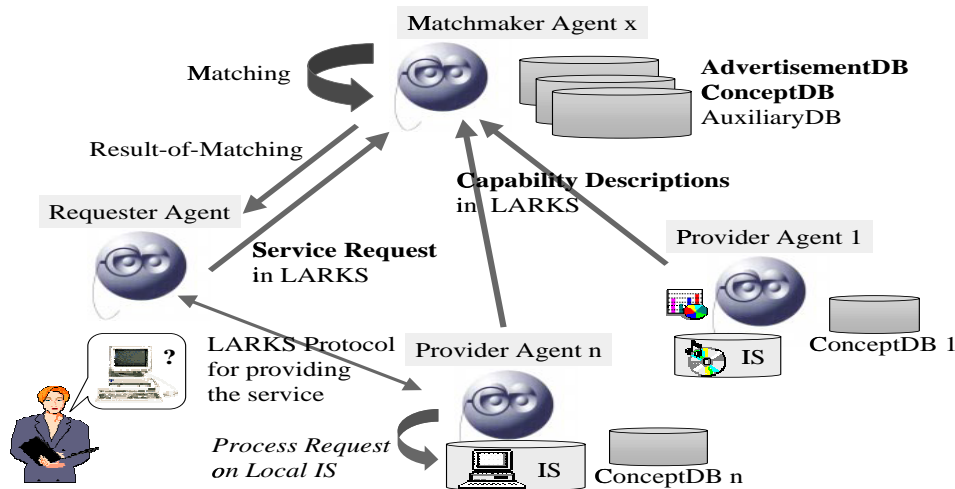 Matchmaker Agent x
Matching
AdvertisementDB
ConceptDB
AuxiliaryDB
Result-of-Matching
Capability Descriptions
in LARKS
Requester Agent
Service Request
in LARKS
Provider Agent 1
IS
ConceptDB 1
?
LARKS Protocol
for providing
the service
Provider Agent n
Process Request
on Local IS
IS
ConceptDB n